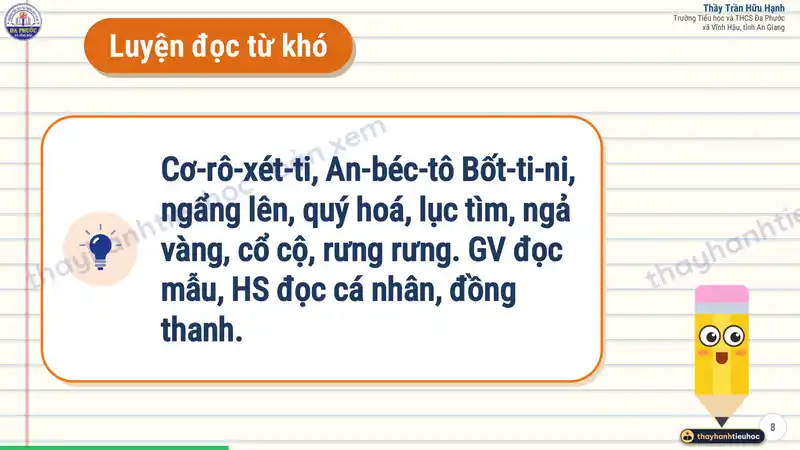 Thầy Trần Hữu Hạnh
Trường Tiểu học và THCS Đa Phước
xã Vĩnh Hậu, tỉnh An Giang
ĐA PHƯỚC
Luyện đọc từ khó
Cơ-rô-xét-ti, An-béc-tô Bốt-ti-ni,
ngẩng lên, quý hoá, lục tìm, ngả
vàng, cổ cộ, rưng rưng. GV đọc
mẫu, HS đọc cá nhân, đồng
thanh.
thayhanhtieuhoc
8